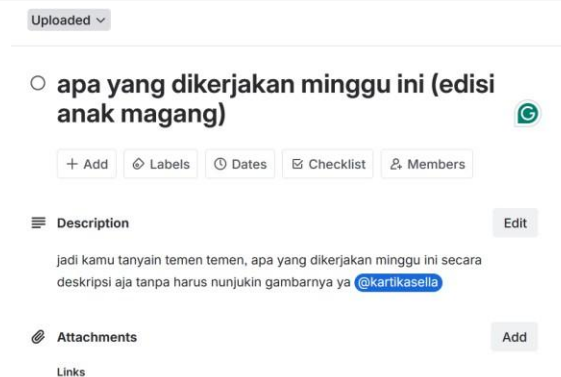 Uploaded
apa yang dikerjakan minggu ini (edisi
anak magang)
+ Add Labels Dates Checklist Members
Description Edit
jadi kamu tanyain temen temen, apa yang dikerjakan minggu ini secara
deskripsi aja tanpa harus nunjukin gambarnya ya @kartikasella
Attachments Add
Links